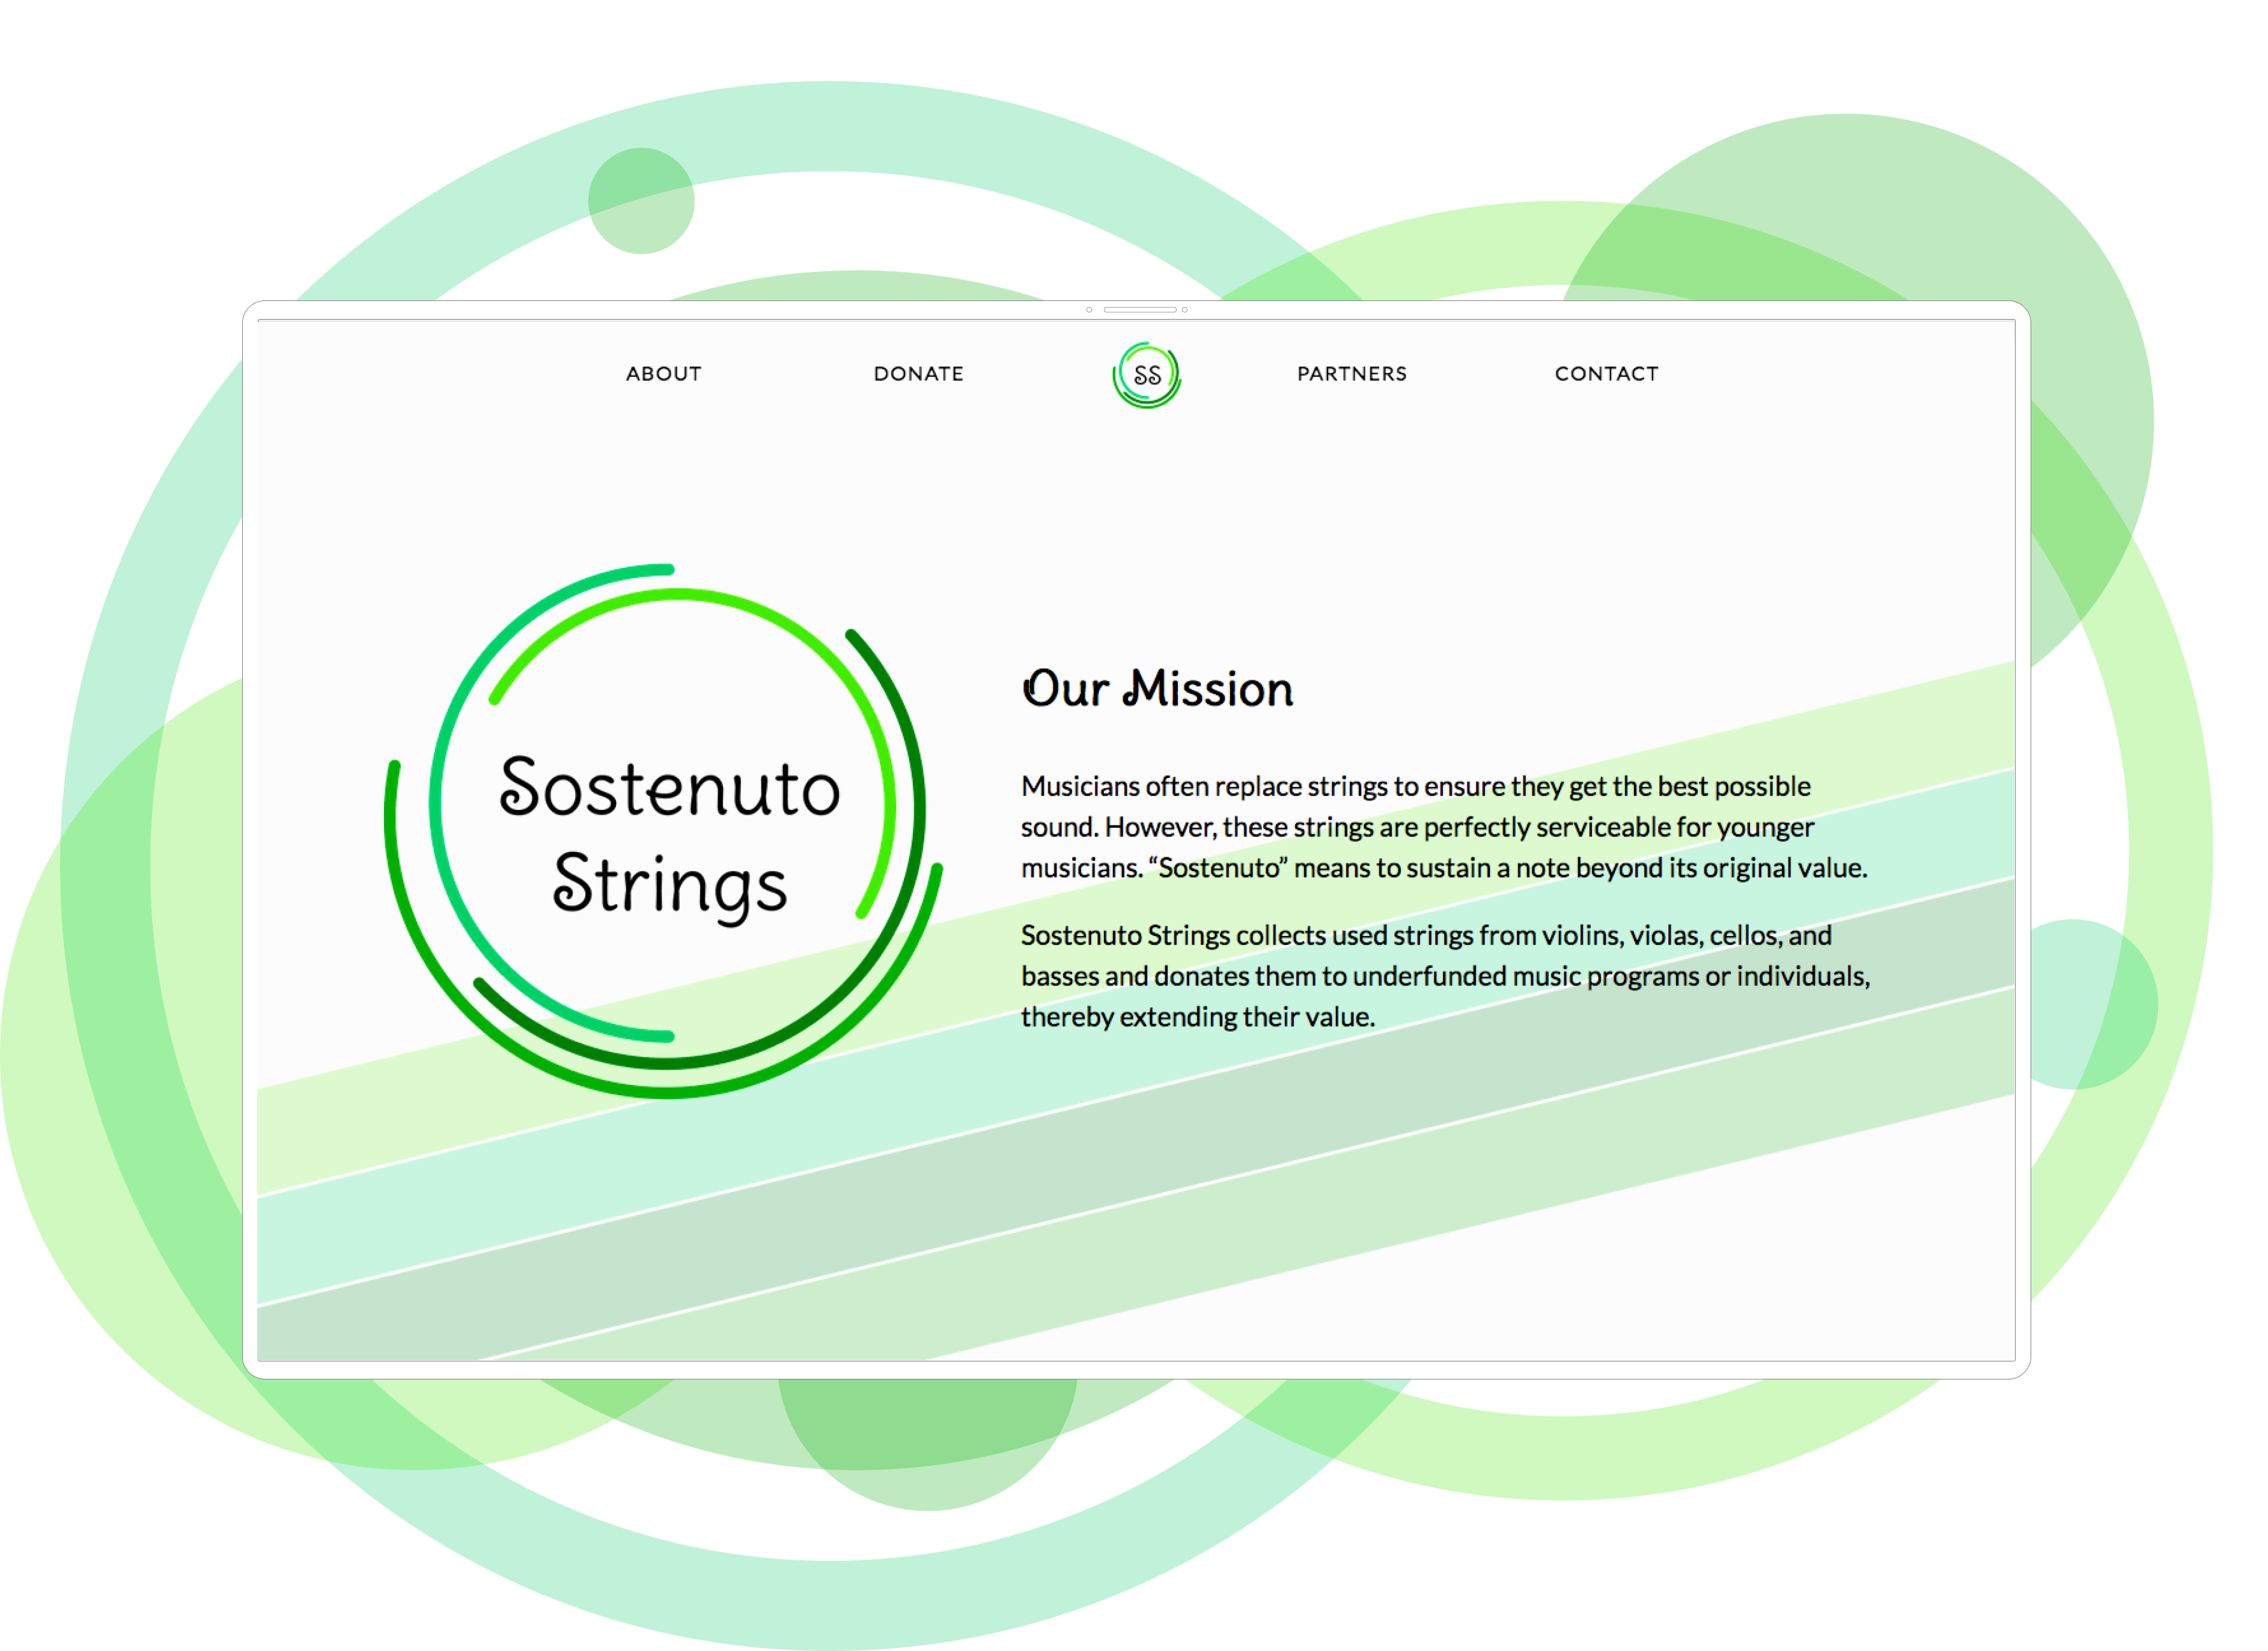 ABOUT DONATE SS PARTNERS CONTACT
Sostenuto
Strings
Our Mission
Musicians often replace strings to ensure they get the best possible
sound. However, these strings are perfectly serviceable for younger
musicians. “Sostenuto” means to sustain a note beyond its original value.
Sostenuto Strings collects used strings from violins, violas, cellos, and
basses and donates them to underfunded music programs or individuals,
thereby extending their value.